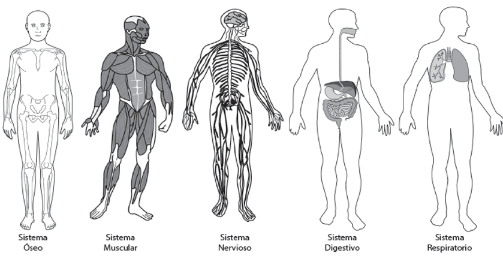 Sistema
Óseo
Sistema
Muscular
Sistema
Nervioso
Sistema
Digestivo
Sistema
Respiratorio